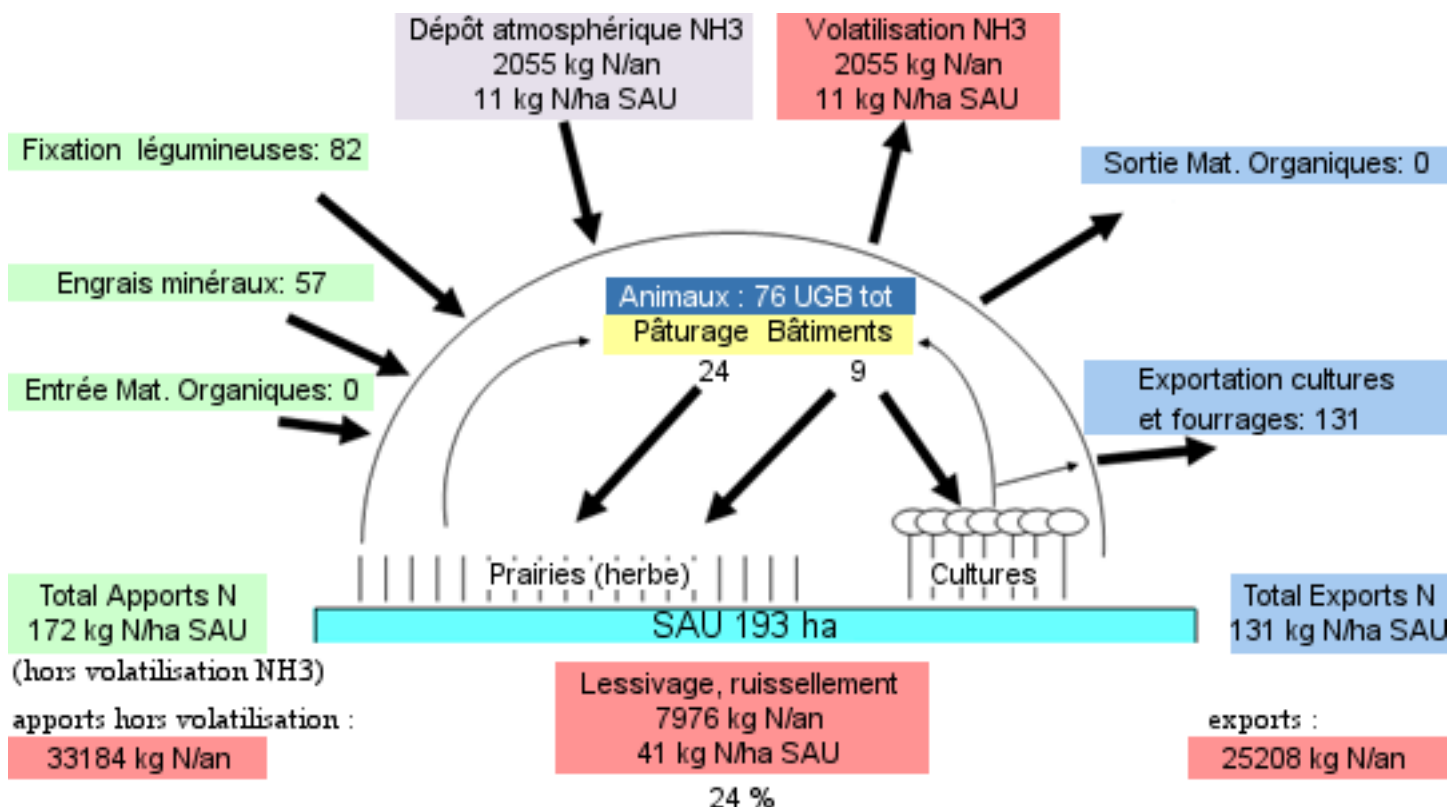 Dépôt atmosphérique NH3
2055 kg N/an
11 kg N/ha SAU
Volatilisation NH3
2055 kg N/an
11 kg N/ha SAU
Fixation légumineuses: 82
Sortie Mat. Organiques: 0
Engrais minéraux: 57
Animaux : 76 UGB tot
Pâturage Bâtiments
24 9
Entrée Mat. Organiques: 0
Exportation cultures
et fourrages: 131
Prairies (herbe)
Cultures
Total Apports N
172 kg N/ha SAU
(hors volatilisation NH3)
SAU 193 ha
Total Exports N
131 kg N/ha SAU
Lessivage, ruissellement
7976 kg N/an
41 kg N/ha SAU
24 %
apports hors volatilisation :
33184 kg N/an
exports :
25208 kg N/an